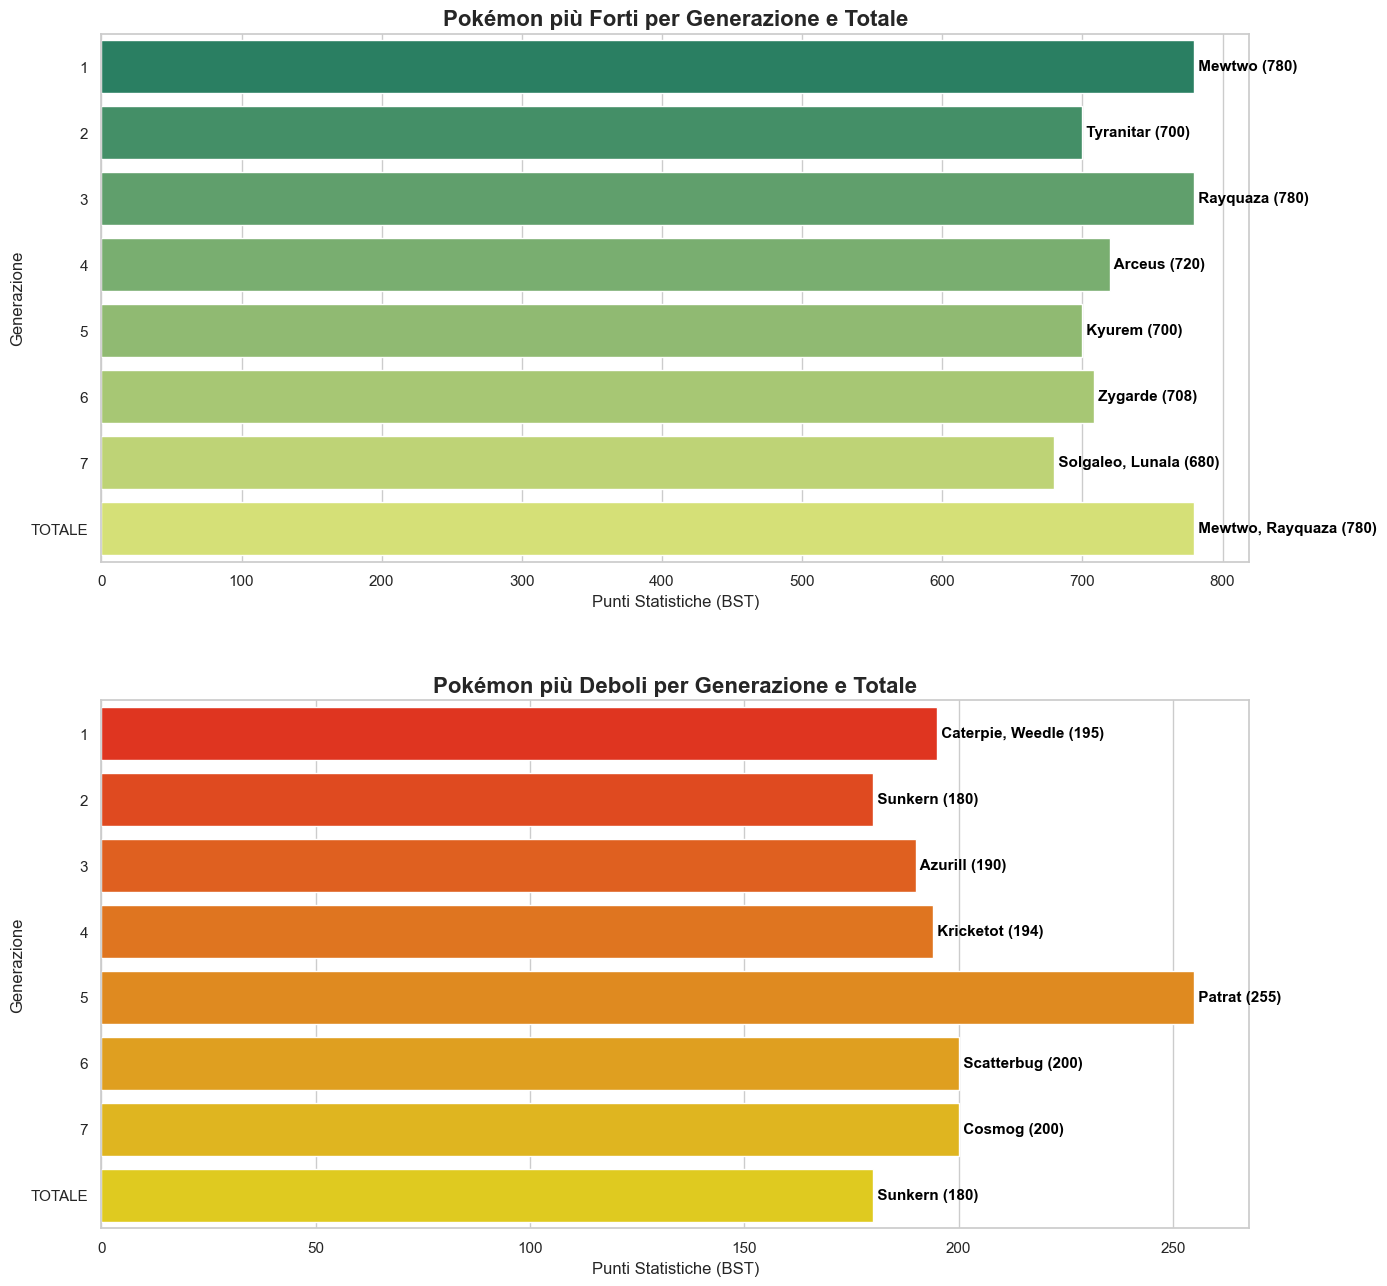 Pokémon più Forti per Generazione e Totale
1
Mewtwo (780)
2
Tyranitar (700)
3
Rayquaza (780)
4
Arceus (720)
5
Kyurem (700)
6
Zygarde (708)
7
Solgaleo, Lunala (680)
TOTALE
Mewtwo, Rayquaza (780)
Generazione
0 100 200 300 400 500 600 700 800
Punti Statistiche (BST)
Pokémon più Deboli per Generazione e Totale
1
Caterpie, Weedle (195)
2
Sunkern (180)
3
Azurill (190)
4
Kricketot (194)
5
Patrat (255)
6
Scatterbug (200)
7
Cosmog (200)
TOTALE
Sunkern (180)
Generazione
0 50 100 150 200 250
Punti Statistiche (BST)